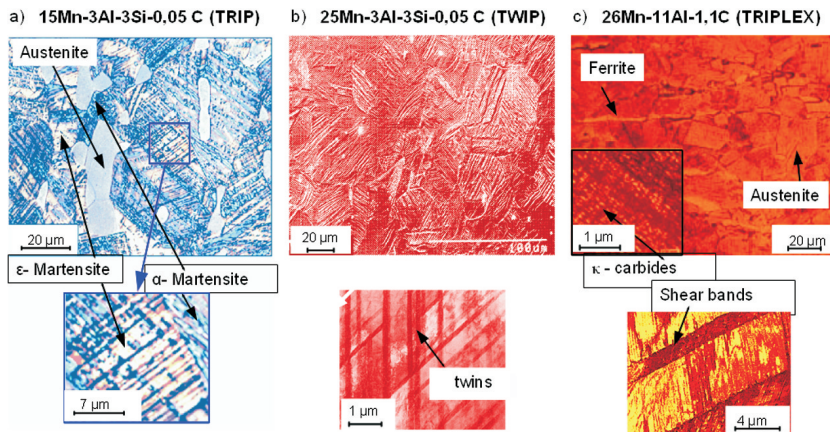 a) 15Mn-3Al-3Si-0,05 C (TRIP)
Austenite
20 µm
ε- Martensite
α- Martensite
7 µm
b) 25Mn-3Al-3Si-0,05 C (TWIP)
20 µm
100um
twins
1 µm
c) 26Mn-11Al-1,1C (TRIPLEX)
Ferrite
Austenite
1 µm
20 µm
κ - carbides
Shear bands
4 µm